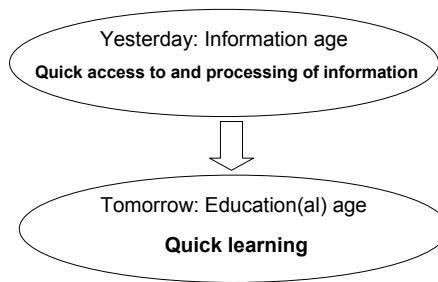 Yesterday: Information age
Quick access to and processing of information
Tomorrow: Education(al) age
Quick learning